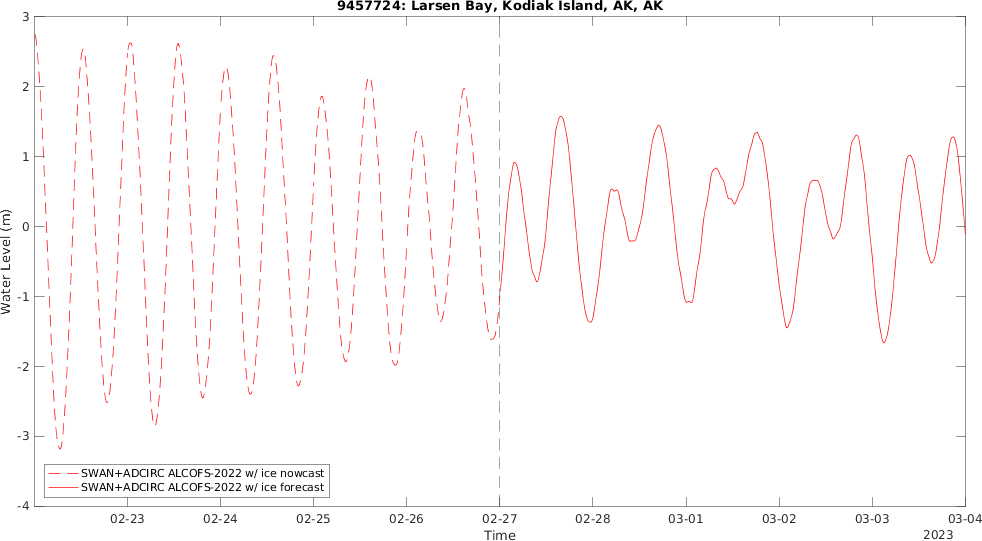 9457724: Larsen Bay, Kodiak Island, AK, AK
3
2
1
0
-1
-2
-3
-4
Water Level (m)
SWAN+ADCIRC ALCOFS-2022 w/ ice nowcast
SWAN+ADCIRC ALCOFS-2022 w/ ice forecast
02-23 02-24 02-25 02-26 02-27 02-28 03-01 03-02 03-03 03-04
Time
2023